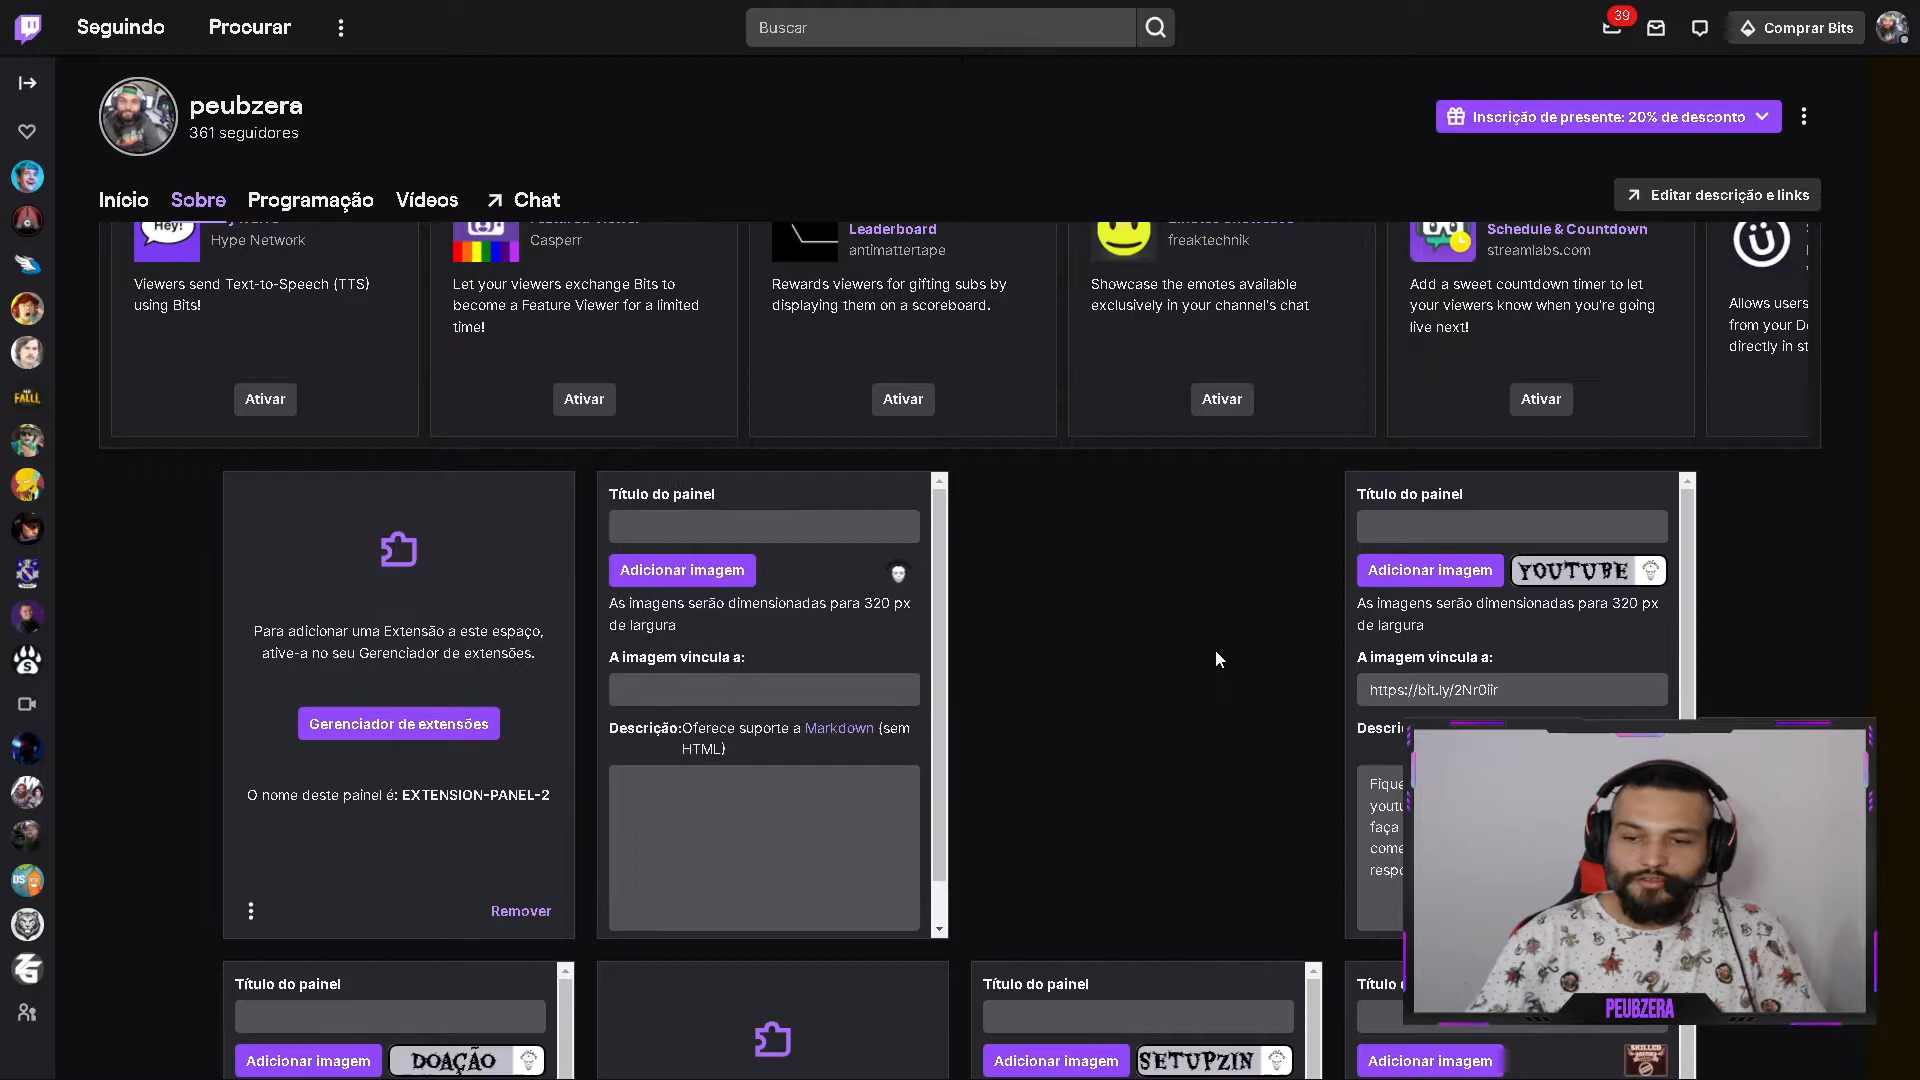 Seguindo
Procurar
Buscar
39
Comprar Bits
peubzera
361 seguidores
Inscrição de presente: 20% de desconto
Início
Sobre
Programação
Vídeos
Chat
Editar descrição e links
Hey!
Hype Network
Viewers send Text-to-Speech (TTS)
using Bits!
Ativar
Casperr
Let your viewers exchange Bits to
become a Feature Viewer for a limited
time!
Ativar
Leaderboard
antimattertape
Rewards viewers for gifting subs by
displaying them on a scoreboard.
Ativar
freaktechnik
Showcase the emotes available
exclusively in your channel's chat
Ativar
Schedule & Countdown
streamlabs.com
Add a sweet countdown timer to let
your viewers know when you're going
live next!
Ativar
Allows users
from your
directly in
Para adicionar uma Extensão a este espaço,
ative-a no seu Gerenciador de extensões.
Gerenciador de extensões
O nome deste painel é: EXTENSION-PANEL-2
Remover
Título do painel
Adicionar imagem
As imagens serão dimensionadas para 320 px
de largura
A imagem vincula a:
Descrição: Oferece suporte a Markdown (sem
HTML)
Título do painel
Adicionar imagem
YOUTUBE
As imagens serão dimensionadas para 320 px
de largura
A imagem vincula a:
https://bit.ly/2Nr0iir
Descri
Fique
youtu
faça
come
respo
Título do painel
Adicionar imagem
DOAÇÃO
Título do painel
Adicionar imagem
SETUPZIN
Título
Adicionar imagem
PEUBZERA